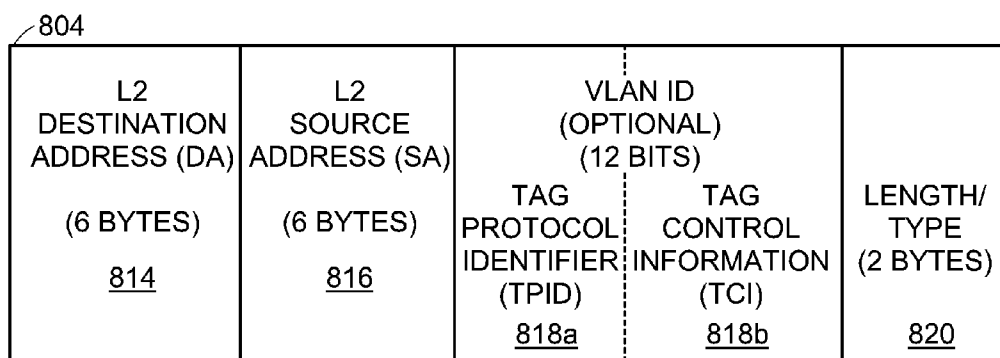 804
L2
DESTINATION
ADDRESS (DA)
(6 BYTES)
814
L2
SOURCE
ADDRESS (SA)
(6 BYTES)
816
VLAN ID
(OPTIONAL)
(12 BITS)
TAG
PROTOCOL
IDENTIFIER
(TPID)
818a
TAG
CONTROL
INFORMATION
(TCI)
818b
LENGTH/
TYPE
(2 BYTES)
820